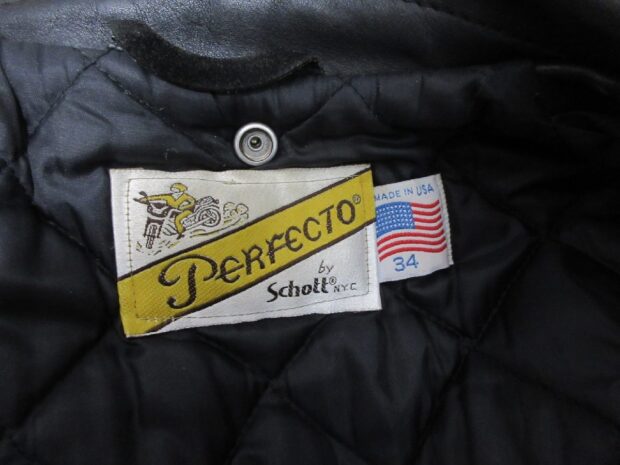 PERFECTO®
by
Schott® N.Y.C.
MADE IN USA
34